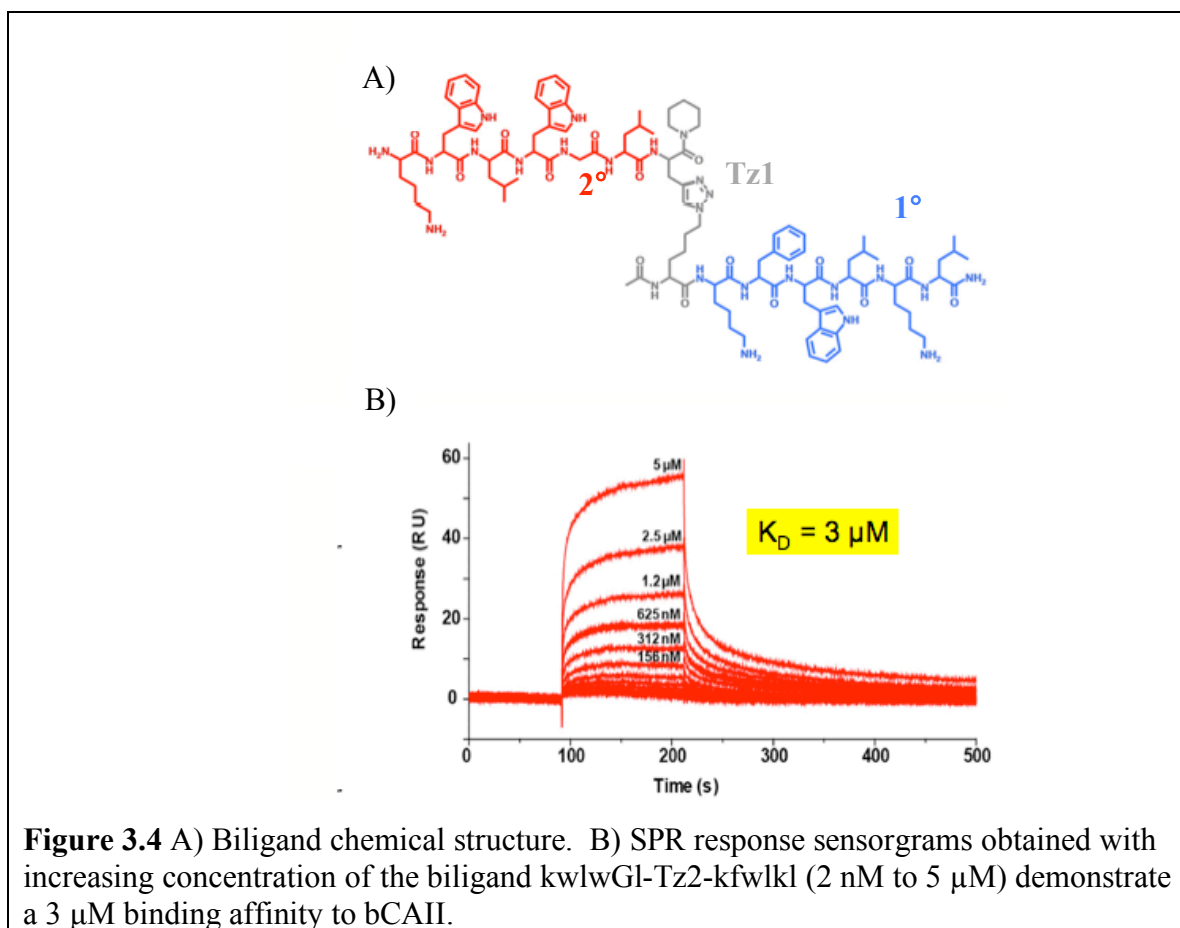 A)
O
NH
O
NH
N
O
H₂N
H
N
O
H
N
O
H
N
O
H
N
O
H
N
O
H
N
O
2°
Tz1
N
N
N
NH₂
1°
O
N
H
O
H
N
O
N
H
O
H
N
O
N
H
O
H
N
O
NH₂
NH₂
NH
NH₂
B)
60
5 μM
K_D = 3 μM
2.5 μM
40
Response (RU)
1.2 μM
625 nM
20
312 nM
156 nM
0
0
100
200
300
400
500
Time (s)
Figure 3.4 A) Biligand chemical structure. B) SPR response sensorgrams obtained with
increasing concentration of the biligand kwlwGl-Tz2-kfwlkl (2 nM to 5 μM) demonstrate
a 3 μM binding affinity to bCAII.